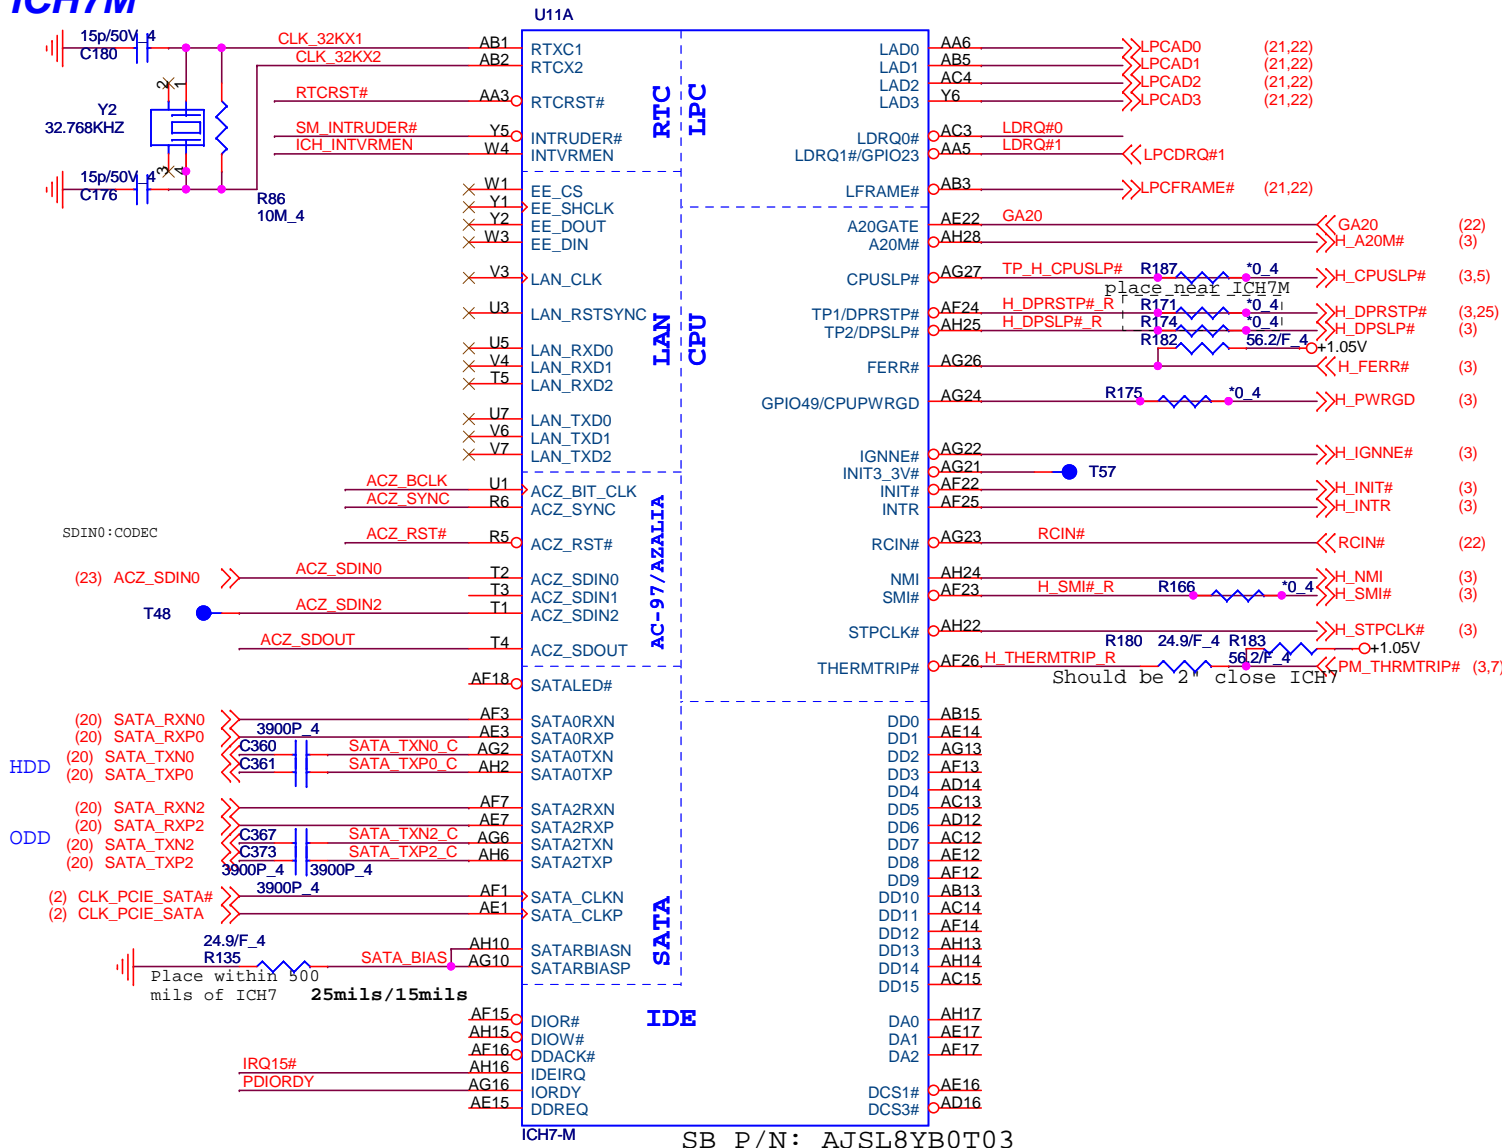 ICH7M
U11A
15p/50V_4
C180
CLK_32KX1
CLK_32KX2
AB1 RTXC1
AB2 RTCX2
RTCRST# AA3 RTCRST#
Y2
32.768KHZ
2 1
3 4
SM_INTRUDER# Y5 INTRUDER#
ICH_INTVRMEN W4 INTVRMEN
15p/50V_4
C176
R86
10M_4
RTC
LPC
W1 EE_CS
Y1 EE_SHCLK
Y2 EE_DOUT
W3 EE_DIN
V3 LAN_CLK
U3 LAN_RSTSYNC
U5 LAN_RXD0
V4 LAN_RXD1
T5 LAN_RXD2
U7 LAN_TXD0
V6 LAN_TXD1
V7 LAN_TXD2
LAN
CPU
ACZ_BCLK U1 ACZ_BIT_CLK
ACZ_SYNC R6 ACZ_SYNC
SDIN0:CODEC
ACZ_RST# R5 ACZ_RST#
(23) ACZ_SDIN0 ACZ_SDIN0 T2 ACZ_SDIN0
T3 ACZ_SDIN1
T48 ACZ_SDIN2 T1 ACZ_SDIN2
ACZ_SDOUT T4 ACZ_SDOUT
AC-97/AZALIA
AF18 SATALED#
(20) SATA_RXN0 AF3 SATA0RXN
(20) SATA_RXP0 3900P_4 AE3 SATA0RXP
HDD
(20) SATA_TXN0 C360 SATA_TXN0_C AG2 SATA0TXN
(20) SATA_TXP0 C361 SATA_TXP0_C AH2 SATA0TXP
(20) SATA_RXN2 AF7 SATA2RXN
(20) SATA_RXP2 AE7 SATA2RXP
ODD
(20) SATA_TXN2 C367 SATA_TXN2_C AG6 SATA2TXN
(20) SATA_TXP2 C373 SATA_TXP2_C AH6 SATA2TXP
3900P_4 3900P_4
3900P_4
(2) CLK_PCIE_SATA# AF1 SATA_CLKN
(2) CLK_PCIE_SATA AE1 SATA_CLKP
24.9/F_4
R135 SATA_BIAS
AH10 SATARBIASN
AG10 SATARBIASP
Place within 500
mils of ICH7 25mils/15mils
SATA
IDE
AF15 DIOR#
AH15 DIOW#
AF16 DDACK#
IRQ15# AH16 IDEIRQ
PDIORDY AG16 IORDY
AE15 DDREQ
LAD0 AA6 LPCAD0 (21,22)
LAD1 AB5 LPCAD1 (21,22)
LAD2 AC4 LPCAD2 (21,22)
LAD3 Y6 LPCAD3 (21,22)
LDRQ0# AC3 LDRQ#0
LDRQ1#/GPIO23 AA5 LDRQ#1 LPCDRQ#1
LFRAME# AB3 LPCFRAME# (21,22)
A20GATE AE22 GA20 GA20 (22)
A20M# AH28 H_A20M# (3)
CPUSLP# AG27 TP_H_CPUSLP# R187 *0_4 H_CPUSLP# (3,5)
place near ICH7M
TP1/DPRSTP# AF24 H_DPRSTP#_R R171 *0_4 H_DPRSTP# (3,25)
TP2/DPSLP# AH25 H_DPSLP#_R R174 *0_4 H_DPSLP# (3)
R182 56.2/F_4 +1.05V
FERR# AG26 H_FERR# (3)
GPIO49/CPUPWRGD AG24 R175 *0_4 H_PWRGD (3)
IGNNE# AG22 H_IGNNE# (3)
INIT3_3V# AG21 T57
INIT# AF22 H_INIT# (3)
INTR AF25 H_INTR (3)
RCIN# AG23 RCIN# RCIN# (22)
NMI AH24 H_NMI (3)
SMI# AF23 H_SMI#_R R166 *0_4 H_SMI# (3)
STPCLK# AH22 H_STPCLK# (3)
R180 24.9/F_4 R183 +1.05V
THERMTRIP# AF26 H_THERMTRIP_R 56.2/F_4 PM_THRMTRIP# (3,7)
Should be 2" close ICH7
DD0 AB15
DD1 AE14
DD2 AG13
DD3 AF13
DD4 AD14
DD5 AC13
DD6 AD12
DD7 AC12
DD8 AE12
DD9 AF12
DD10 AB13
DD11 AC14
DD12 AF14
DD13 AH13
DD14 AH14
DD15 AC15
DA0 AH17
DA1 AE17
DA2 AF17
DCS1# AE16
DCS3# AD16
ICH7-M
SB P/N: AJSL8YB0T03